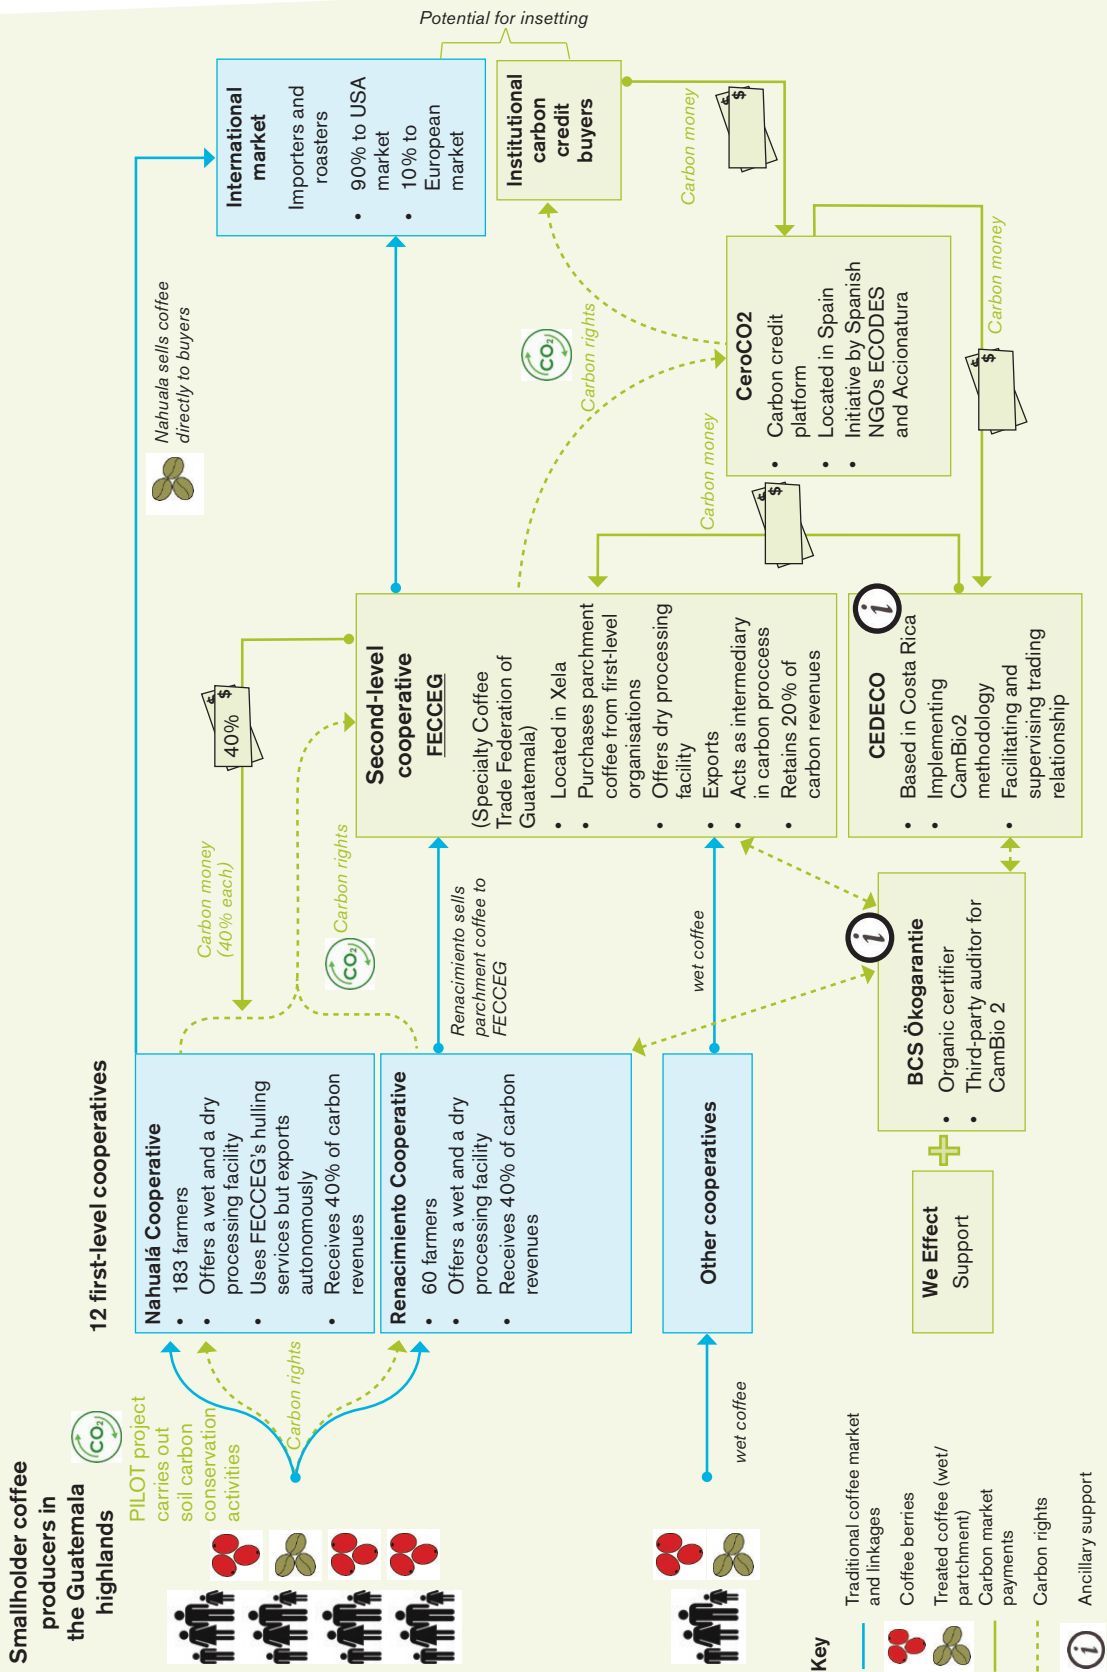 Smallholder coffee
producers in
the Guatemala
highlands
CO2
PILOT project
carries out
soil carbon
conservation
activities
Carbon rights
wet coffee
12 first-level cooperatives
Nahualá Cooperative
• 183 farmers
• Offers a wet and a dry
processing facility
• Uses FECCEG's hulling
services but exports
autonomously
• Receives 40% of carbon
revenues
Renacimiento Cooperative
• 60 farmers
• Offers a wet and a dry
processing facility
• Receives 40% of carbon
revenues
Other cooperatives
Carbon money
(40% each)
$
$
40%
CO2
Carbon rights
Renacimiento sells
parchment coffee to
FECCEG
wet coffee
Second-level
cooperative
FECCEG
(Specialty Coffee
Trade Federation of
Guatemala)
• Located in Xela
• Purchases parchment
coffee from first-level
organisations
• Offers dry processing
facility
• Exports
• Acts as intermediary
in carbon proccess
• Retains 20% of
carbon revenues
Nahuala sells coffee
directly to buyers
International
market
Importers and
roasters
• 90% to USA
market
• 10% to
European
market
Potential for insetting
Institutional
carbon
credit
buyers
CO2
Carbon rights
Carbon money
$
$
CeroCO2
• Carbon credit
platform
• Located in Spain
• Initiative by Spanish
NGOs ECODES
and Accionatura
Carbon money
$
$
Carbon money
$
$
CEDECO
i
• Based in Costa Rica
• Implementing
CamBio2
methodology
• Facilitating and
supervising trading
relationship
BCS Ökogarantie
i
• Organic certifier
• Third-party auditor for
CamBio 2
We Effect
Support
Key
Traditional coffee market
and linkages
Coffee berries
Treated coffee (wet/
partchment)
Carbon market
payments
Carbon rights
i
Ancillary support